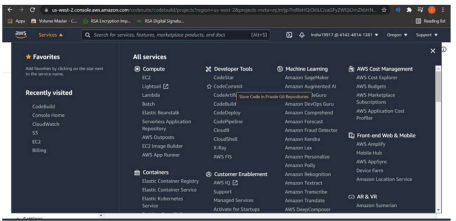 us-west-2.console.aws.amazon.com/codesuite/codebuild/projects?region=us-west-2
Apps
Volume Master - C...
RSA Encryption Im...
RSA Digital Signatu...
Reading list
aws
Services
Search for services, features, marketplace products, and docs
[Alt+S]
Oregon
Support
Favorites
Add favorites by clicking on the star next
to the service name.
Recently visited
CodeBuild
Console Home
CloudWatch
S3
EC2
Billing
All services
Compute
EC2
Lightsail
Lambda
Batch
Elastic Beanstalk
Serverless Application
Repository
AWS Outposts
EC2 Image Builder
AWS App Runner
Containers
Elastic Container Registry
Elastic Container Service
Elastic Kubernetes
Service
Developer Tools
CodeStar
CodeCommit
CodeArtif
Store Code in Private Git Repositories
CodeBuild
CodeDeploy
CodePipeline
Cloud9
CloudShell
X-Ray
AWS FIS
Customer Enablement
AWS IQ
Support
Managed Services
Activate for Startups
Machine Learning
Amazon SageMaker
Amazon Augmented AI
Guru
Amazon DevOps Guru
Amazon Comprehend
Amazon Forecast
Amazon Fraud Detector
Amazon Kendra
Amazon Lex
Amazon Personalize
Amazon Polly
Amazon Rekognition
Amazon Textract
Amazon Transcribe
Amazon Translate
AWS DeepComposer
AWS Cost Management
AWS Cost Explorer
AWS Budgets
AWS Marketplace
Subscriptions
AWS Application Cost
Profiler
Front-end Web & Mobile
AWS Amplify
Mobile Hub
AWS AppSync
Device Farm
Amazon Location Service
AR & VR
Amazon Sumerian